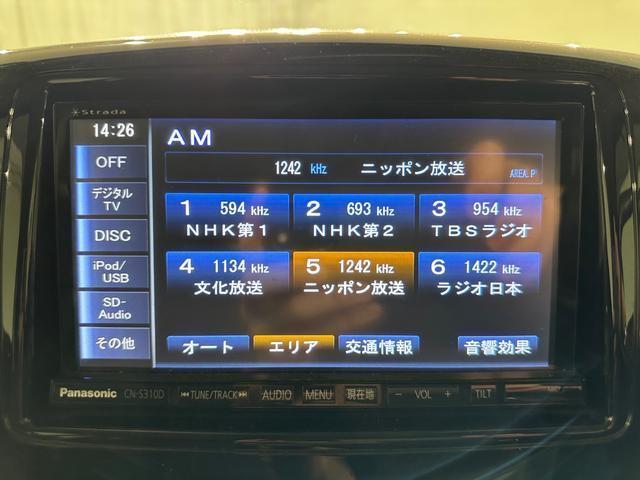 Strada
14:26
AM
OFF
1242 kHz ニッポン放送 AREA.P
デジタル
TV
1 594 kHz 2 693 kHz 3 954 kHz
NHK第1 NHK第2 TBSラジオ
DISC
iPod/
USB
4 1134 kHz 5 1242 kHz 6 1422 kHz
文化放送 ニッポン放送 ラジオ日本
SD-
Audio
その他
オート エリア 交通情報 音響効果
Panasonic CN-S310D TUNE/TRACK AUDIO MENU 現在地 - VOL + TILT